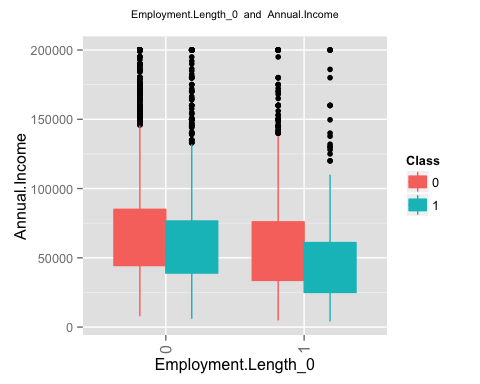 Employment.Length_0 and Annual.Income
200000
150000
100000
50000
0
Annual.Income
0
1
Employment.Length_0
Class
0
1